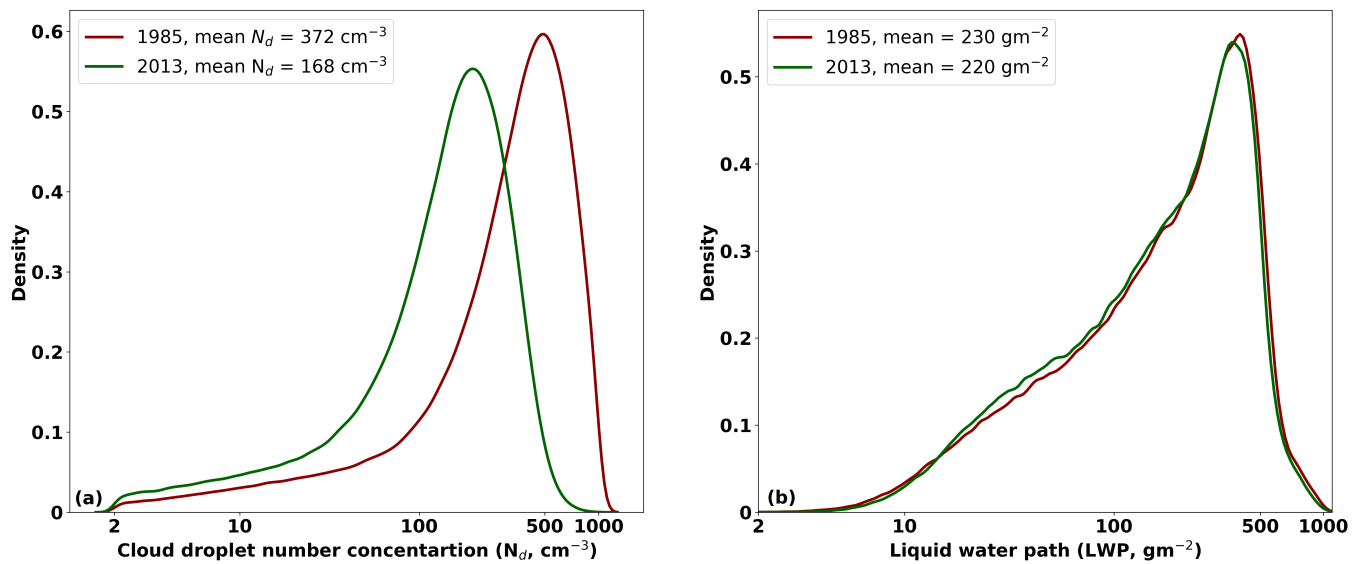 1985, mean N_d = 372 cm⁻³
2013, mean N_d = 168 cm⁻³
0.6
0.5
0.4
0.3
0.2
0.1
0
Density
(a)
2 10 100 500 1000
Cloud droplet number concentartion (N_d, cm⁻³)
1985, mean = 230 gm⁻²
2013, mean = 220 gm⁻²
0.5
0.4
0.3
0.2
0.1
0
Density
(b)
2 10 100 500 1000
Liquid water path (LWP, gm⁻²)